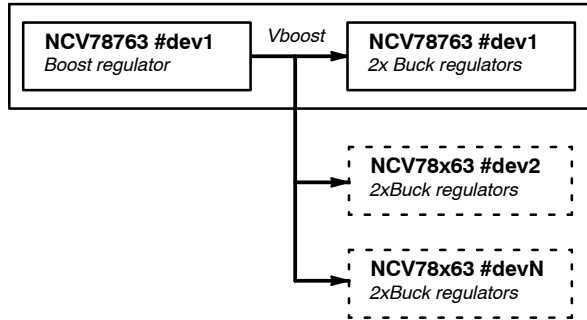 NCV78763 #dev1
Boost regulator
Vboost
NCV78763 #dev1
2x Buck regulators
NCV78x63 #dev2
2xBuck regulators
NCV78x63 #devN
2xBuck regulators